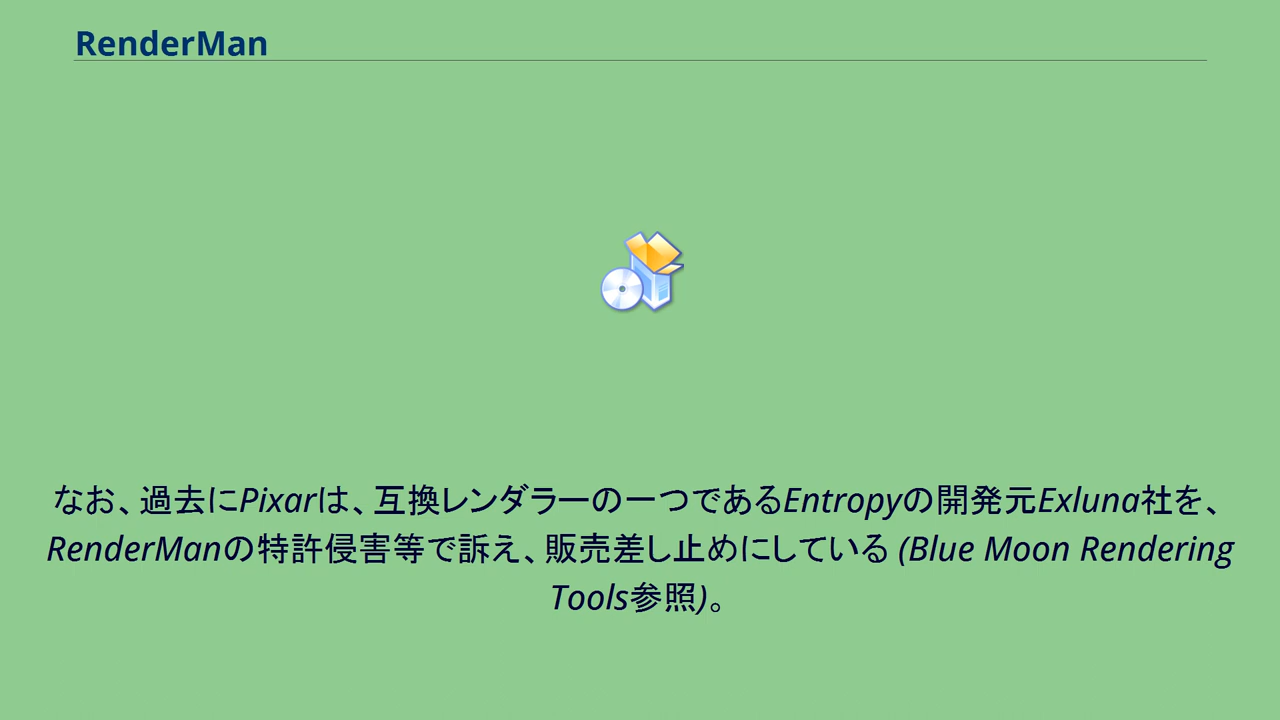 RenderMan
なお、過去にPixarは、互換レンダラーの一つであるEntropyの開発元Exluna社を、
RenderManの特許侵害等で訴え、販売差し止めにしている (Blue Moon Rendering
Tools参照)。